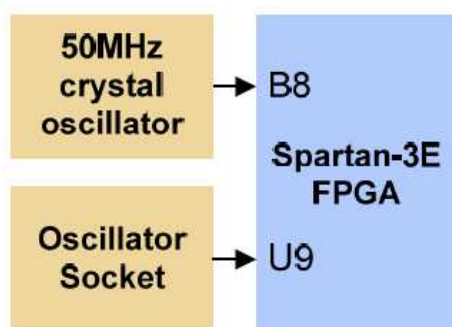 50MHz
crystal
oscillator
B8
Spartan-3E
FPGA
Oscillator
Socket
U9